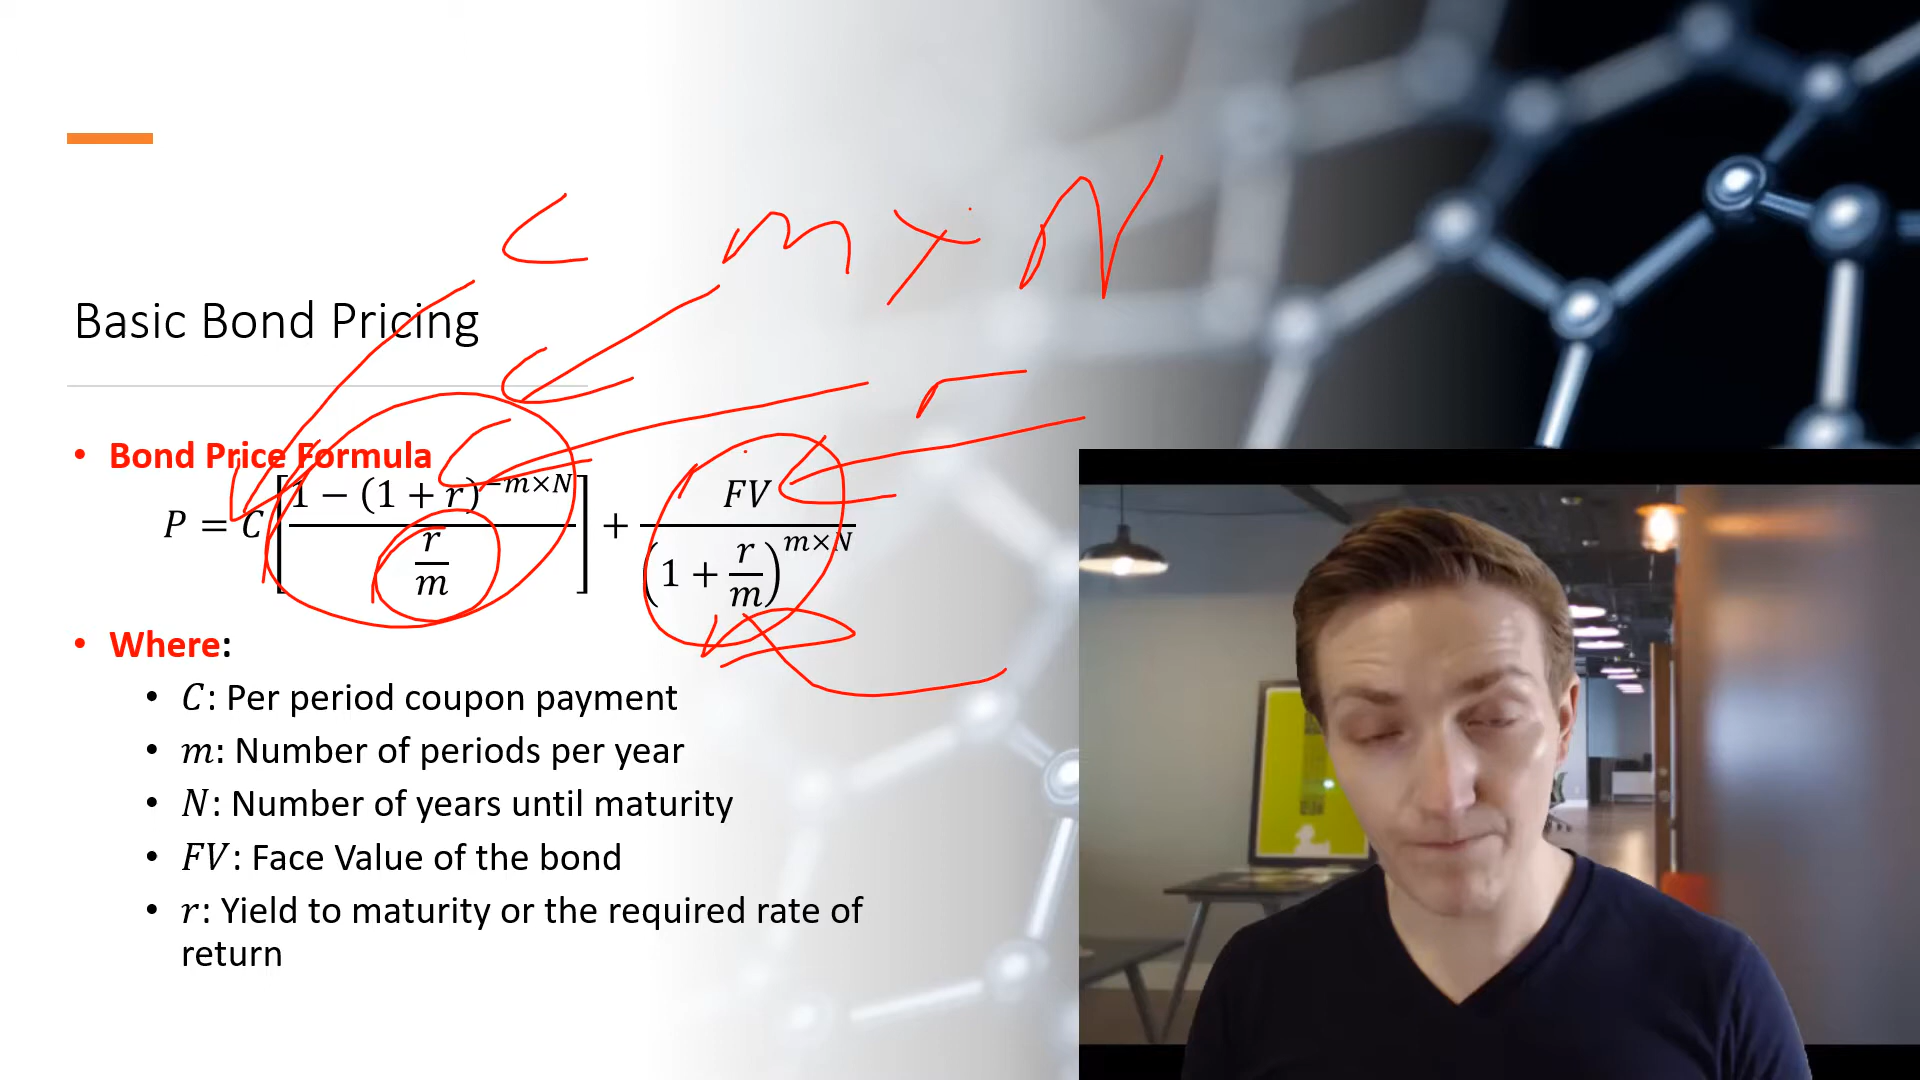 C m × N
Basic Bond Pricing
r
• Bond Price Formula
P = C [ (1 − (1 + r)^{−m×N}) / (r/m) ] + FV / (1 + r/m)^{m×N}
• Where:
• C: Per period coupon payment
• m: Number of periods per year
• N: Number of years until maturity
• FV: Face Value of the bond
• r: Yield to maturity or the required rate of
return